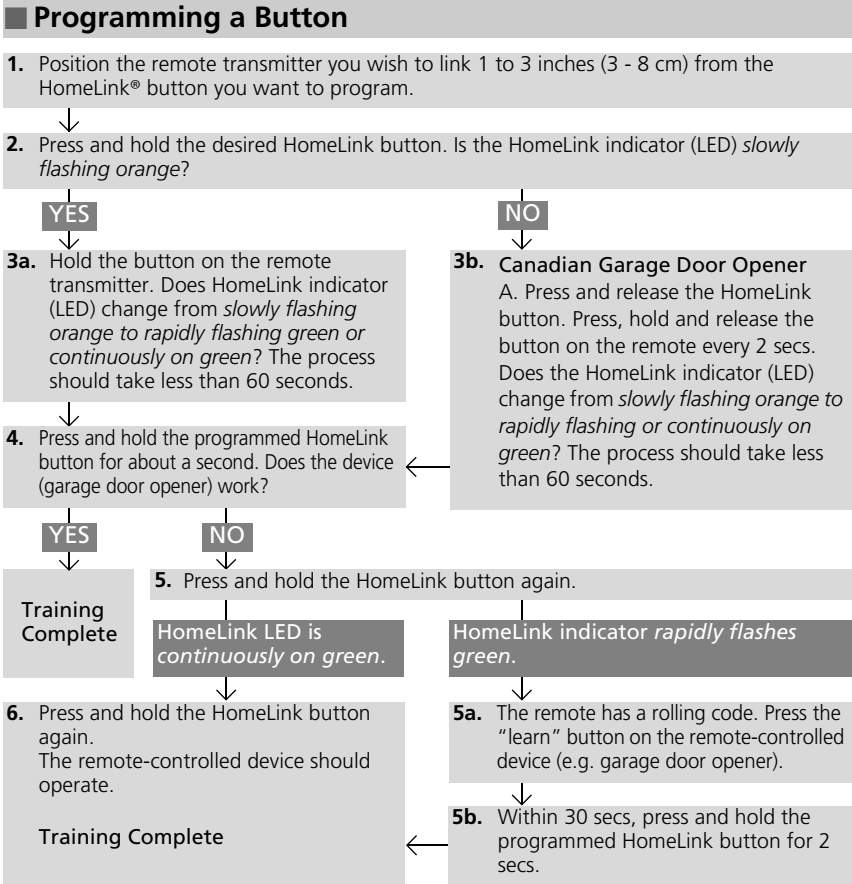 ■ Programming a Button
1. Position the remote transmitter you wish to link 1 to 3 inches (3 - 8 cm) from the
HomeLink® button you want to program.
2. Press and hold the desired HomeLink button. Is the HomeLink indicator (LED) slowly
flashing orange?
YES
NO
3a. Hold the button on the remote
transmitter. Does HomeLink indicator
(LED) change from slowly flashing
orange to rapidly flashing green or
continuously on green? The process
should take less than 60 seconds.
3b. Canadian Garage Door Opener
A. Press and release the HomeLink
button. Press, hold and release the
button on the remote every 2 secs.
Does the HomeLink indicator (LED)
change from slowly flashing orange to
rapidly flashing or continuously on
green? The process should take less
than 60 seconds.
4. Press and hold the programmed HomeLink
button for about a second. Does the device
(garage door opener) work?
YES
NO
Training
Complete
5. Press and hold the HomeLink button again.
HomeLink LED is
continuously on green.
HomeLink indicator rapidly flashes
green.
6. Press and hold the HomeLink button
again.
The remote-controlled device should
operate.
Training Complete
5a. The remote has a rolling code. Press the
“learn” button on the remote-controlled
device (e.g. garage door opener).
5b. Within 30 secs, press and hold the
programmed HomeLink button for 2
secs.